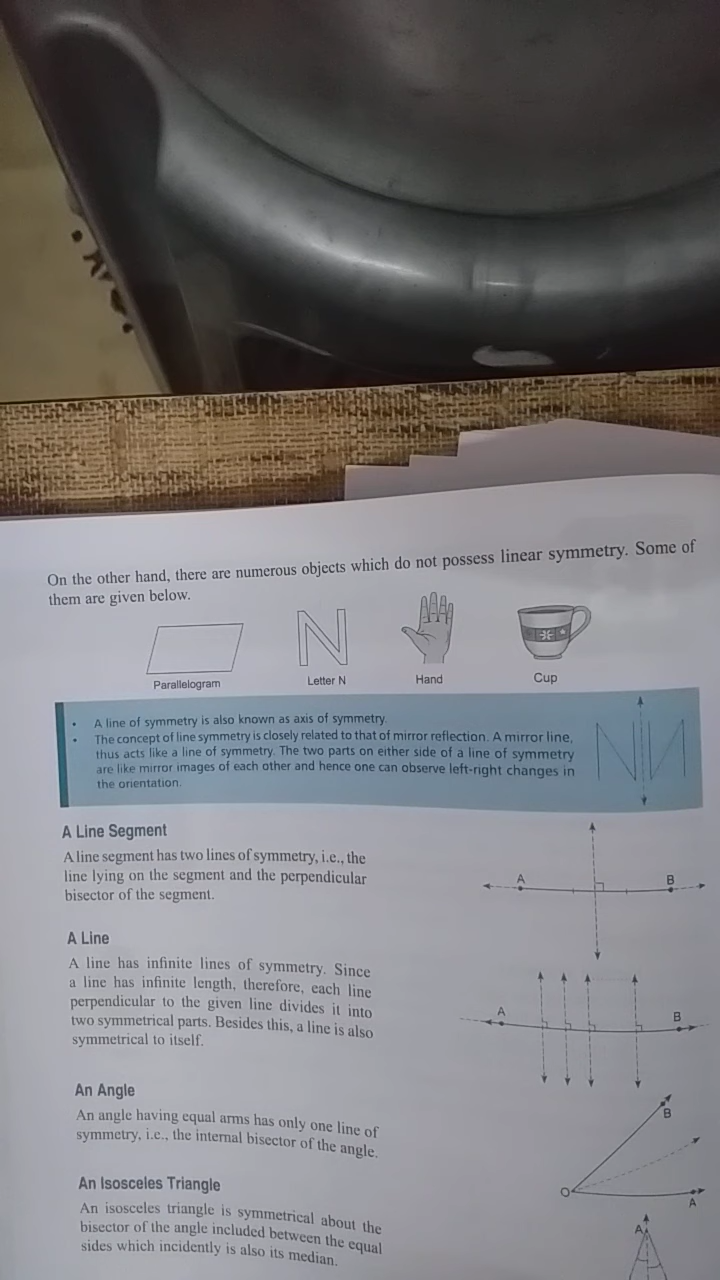 On the other hand, there are numerous objects which do not possess linear symmetry. Some of
them are given below.
N
Parallelogram
Letter N
Hand
Cup
• A line of symmetry is also known as axis of symmetry.
• The concept of line symmetry is closely related to that of mirror reflection. A mirror line,
thus acts like a line of symmetry. The two parts on either side of a line of symmetry
are like mirror images of each other and hence one can observe left-right changes in
the orientation.
A Line Segment
A line segment has two lines of symmetry, i.e., the
line lying on the segment and the perpendicular
bisector of the segment.
A B
A Line
A line has infinite lines of symmetry. Since
a line has infinite length, therefore, each line
perpendicular to the given line divides it into
two symmetrical parts. Besides this, a line is also
symmetrical to itself.
A B
An Angle
An angle having equal arms has only one line of
symmetry, i.e., the internal bisector of the angle.
B
O
A
An Isosceles Triangle
An isosceles triangle is symmetrical about the
bisector of the angle included between the equal
sides which incidently is also its median.
A